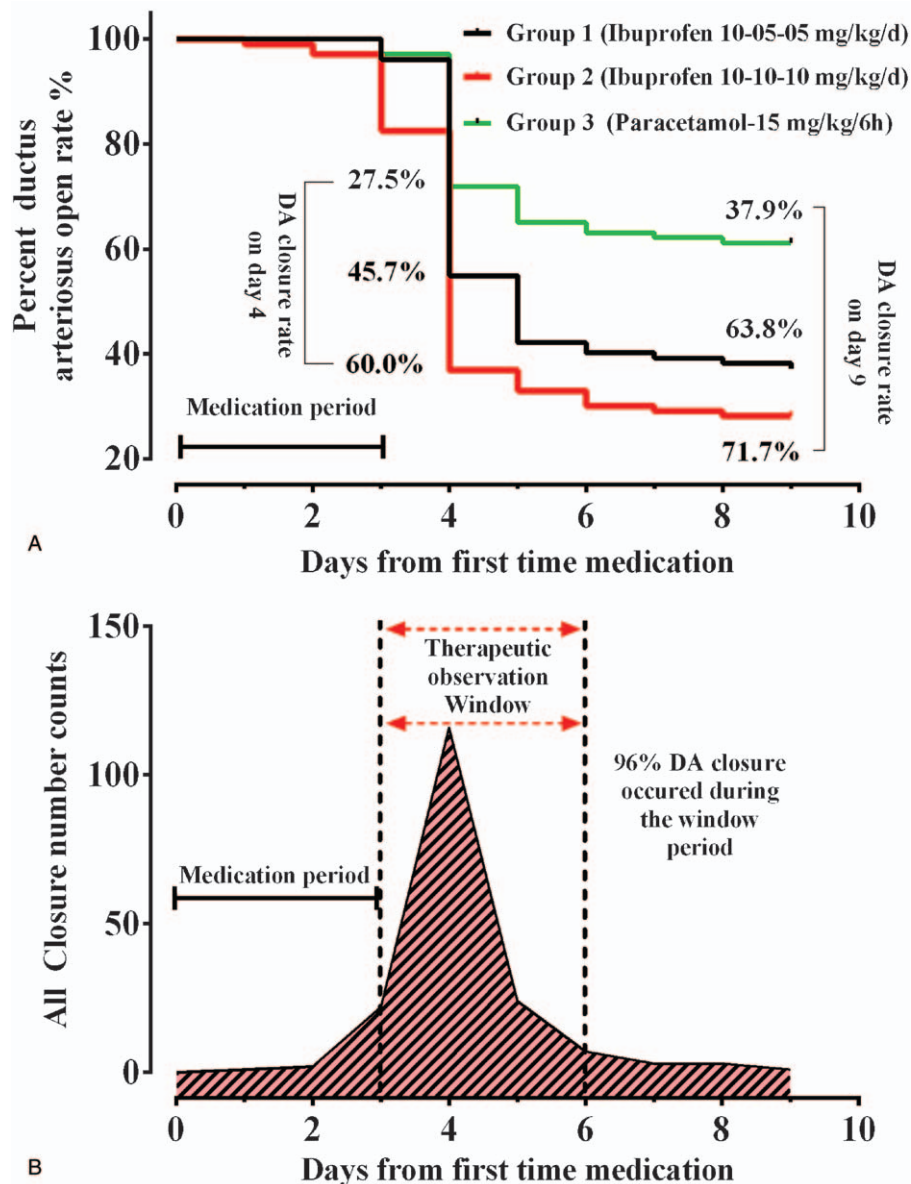 Group 1 (Ibuprofen 10-05-05 mg/kg/d)
Group 2 (Ibuprofen 10-10-10 mg/kg/d)
Group 3 (Paracetamol-15 mg/kg/6h)
Percent ductus
arteriosus open rate %
100
80
60
40
20
DA closure rate
on day 4
27.5%
45.7%
60.0%
37.9%
63.8%
71.7%
DA closure rate
on day 9
Medication period
0 2 4 6 8 10
Days from first time medication
A
All Closure number counts
150
100
50
0
Therapeutic
observation
Window
96% DA closure
occured during
the window
period
Medication period
0 2 4 6 8 10
Days from first time medication
B